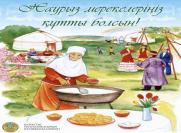 Наурыз мерекелеріңіз
құтты болсын!